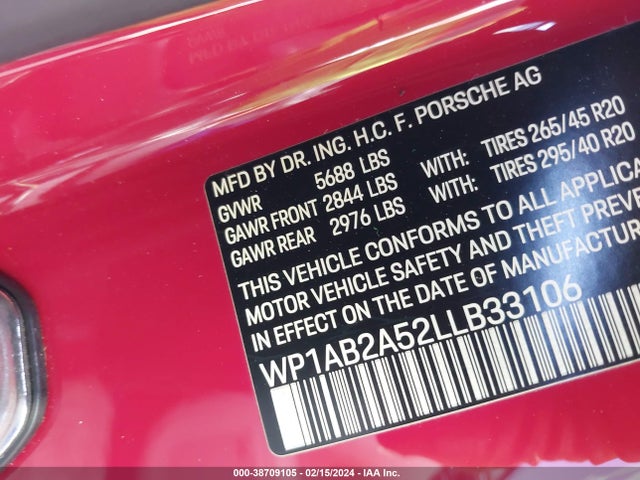 MFD BY DR. ING. H.C. F. PORSCHE AG
GVWR 5688 LBS
GAWR FRONT 2844 LBS WITH: TIRES 265/45 R20
GAWR REAR 2976 LBS WITH: TIRES 295/40 R20
THIS VEHICLE CONFORMS TO ALL APPLICA
MOTOR VEHICLE SAFETY AND THEFT PREVE
IN EFFECT ON THE DATE OF MANUFACTUR
WP1AB2A52LLB33106
000-38709105 - 02/15/2024 - IAA Inc.